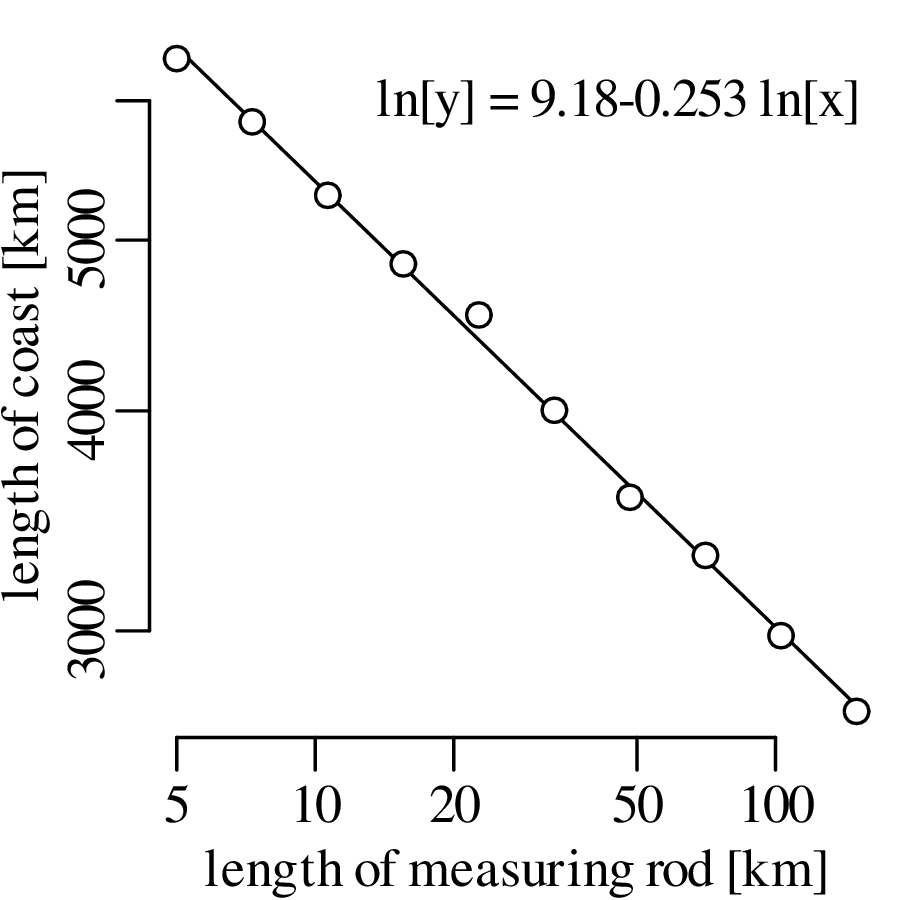 ln[y] = 9.18-0.253 ln[x]
length of coast [km]
5000
4000
3000
5 10 20 50 100
length of measuring rod [km]